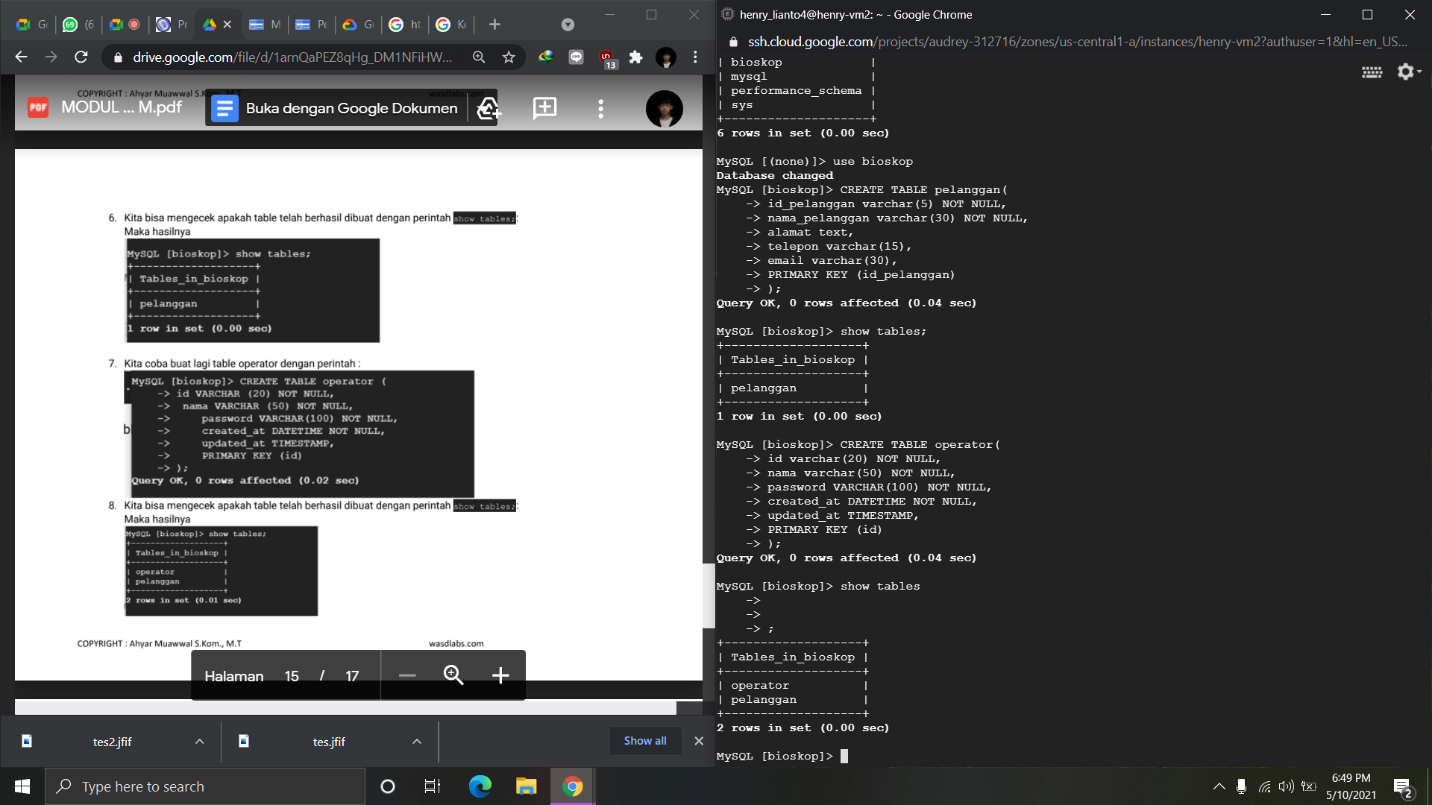 G
(6
Pr
M
Pe
G
ht
K
henry_lianto4@henry-vm2: ~ - Google Chrome
drive.google.com/file/d/1arnQaPEZ8qHg_DM1NFiHW...
13
ssh.cloud.google.com/projects/audrey-312716/zones/us-central1-a/instances/henry-vm2?authuser=1&hl=en_US...
COPYRIGHT : Ahyar Muawwal S.Kom., M.T
wasdlabs.com
PDF
MODUL ... M.pdf
Buka dengan Google Dokumen
6. Kita bisa mengecek apakah table telah berhasil dibuat dengan perintah show tables; :
Maka hasilnya
MySQL [bioskop]> show tables;
+-------------------+
| Tables_in_bioskop |
+-------------------+
| pelanggan |
+-------------------+
1 row in set (0.00 sec)
7. Kita coba buat lagi table operator dengan perintah :
b
MySQL [bioskop]> CREATE TABLE operator (
-> id VARCHAR (20) NOT NULL,
-> nama VARCHAR (50) NOT NULL,
-> password VARCHAR(100) NOT NULL,
-> created_at DATETIME NOT NULL,
-> updated_at TIMESTAMP,
-> PRIMARY KEY (id)
-> );
Query OK, 0 rows affected (0.02 sec)
8. Kita bisa mengecek apakah table telah berhasil dibuat dengan perintah show tables; :
Maka hasilnya
MySQL [bioskop]> show tables;
+-------------------+
| Tables_in_bioskop |
+-------------------+
| operator |
| pelanggan |
+-------------------+
2 rows in set (0.01 sec)
COPYRIGHT : Ahyar Muawwal S.Kom., M.T
wasdlabs.com
Halaman 15 / 17
| bioskop |
| mysql |
| performance_schema |
| sys |
+--------------------+
6 rows in set (0.00 sec)
MySQL [(none)]> use bioskop
Database changed
MySQL [bioskop]> CREATE TABLE pelanggan(
-> id_pelanggan varchar(5) NOT NULL,
-> nama_pelanggan varchar(30) NOT NULL,
-> alamat text,
-> telepon varchar(15),
-> email varchar(30),
-> PRIMARY KEY (id_pelanggan)
-> );
Query OK, 0 rows affected (0.04 sec)
MySQL [bioskop]> show tables;
+-------------------+
| Tables_in_bioskop |
+-------------------+
| pelanggan |
+-------------------+
1 row in set (0.00 sec)
MySQL [bioskop]> CREATE TABLE operator(
-> id varchar(20) NOT NULL,
-> nama varchar(50) NOT NULL,
-> password VARCHAR(100) NOT NULL,
-> created_at DATETIME NOT NULL,
-> updated_at TIMESTAMP,
-> PRIMARY KEY (id)
-> );
Query OK, 0 rows affected (0.04 sec)
MySQL [bioskop]> show tables
->
->
-> ;
+-------------------+
| Tables_in_bioskop |
+-------------------+
| operator |
| pelanggan |
+-------------------+
2 rows in set (0.00 sec)
MySQL [bioskop]>
tes2.jfif
tes.jfif
Show all
Type here to search
6:49 PM
5/10/2021
2